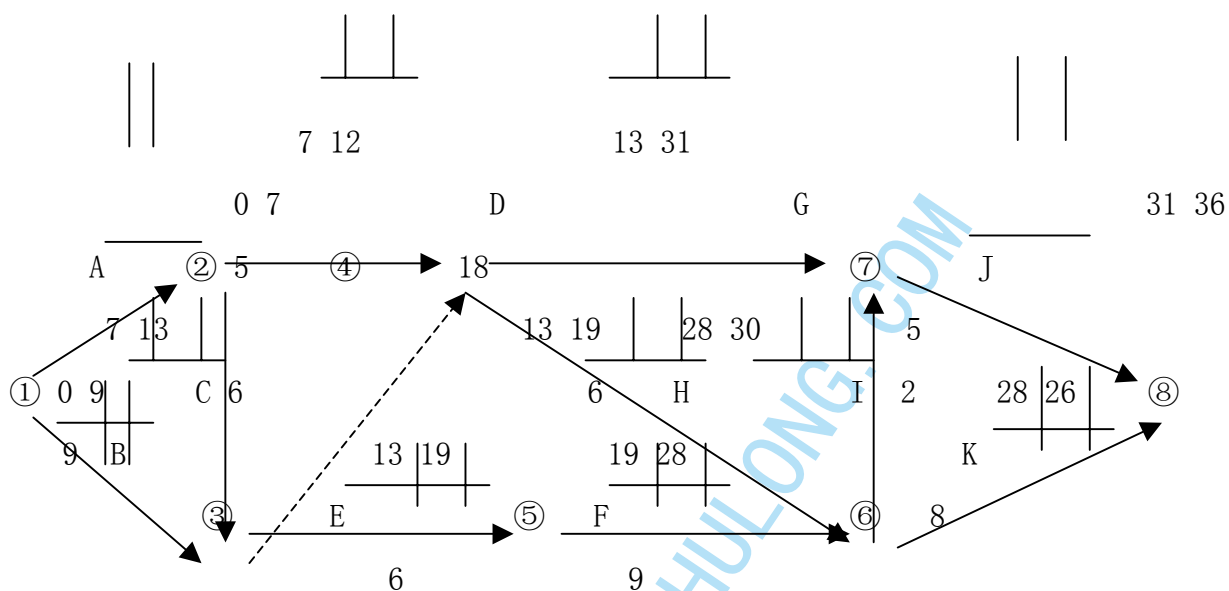 7 12 13 31
0 7 D G 31 36
A ② 5 ④ 18 ⑦ J
7 13 13 19 28 30 5
① 0 9 C 6 6 H I 2 28 26 ⑧
9 B 13 19 19 28 K
③ E ⑤ F ⑥ 8
6 9
HULONG.COM